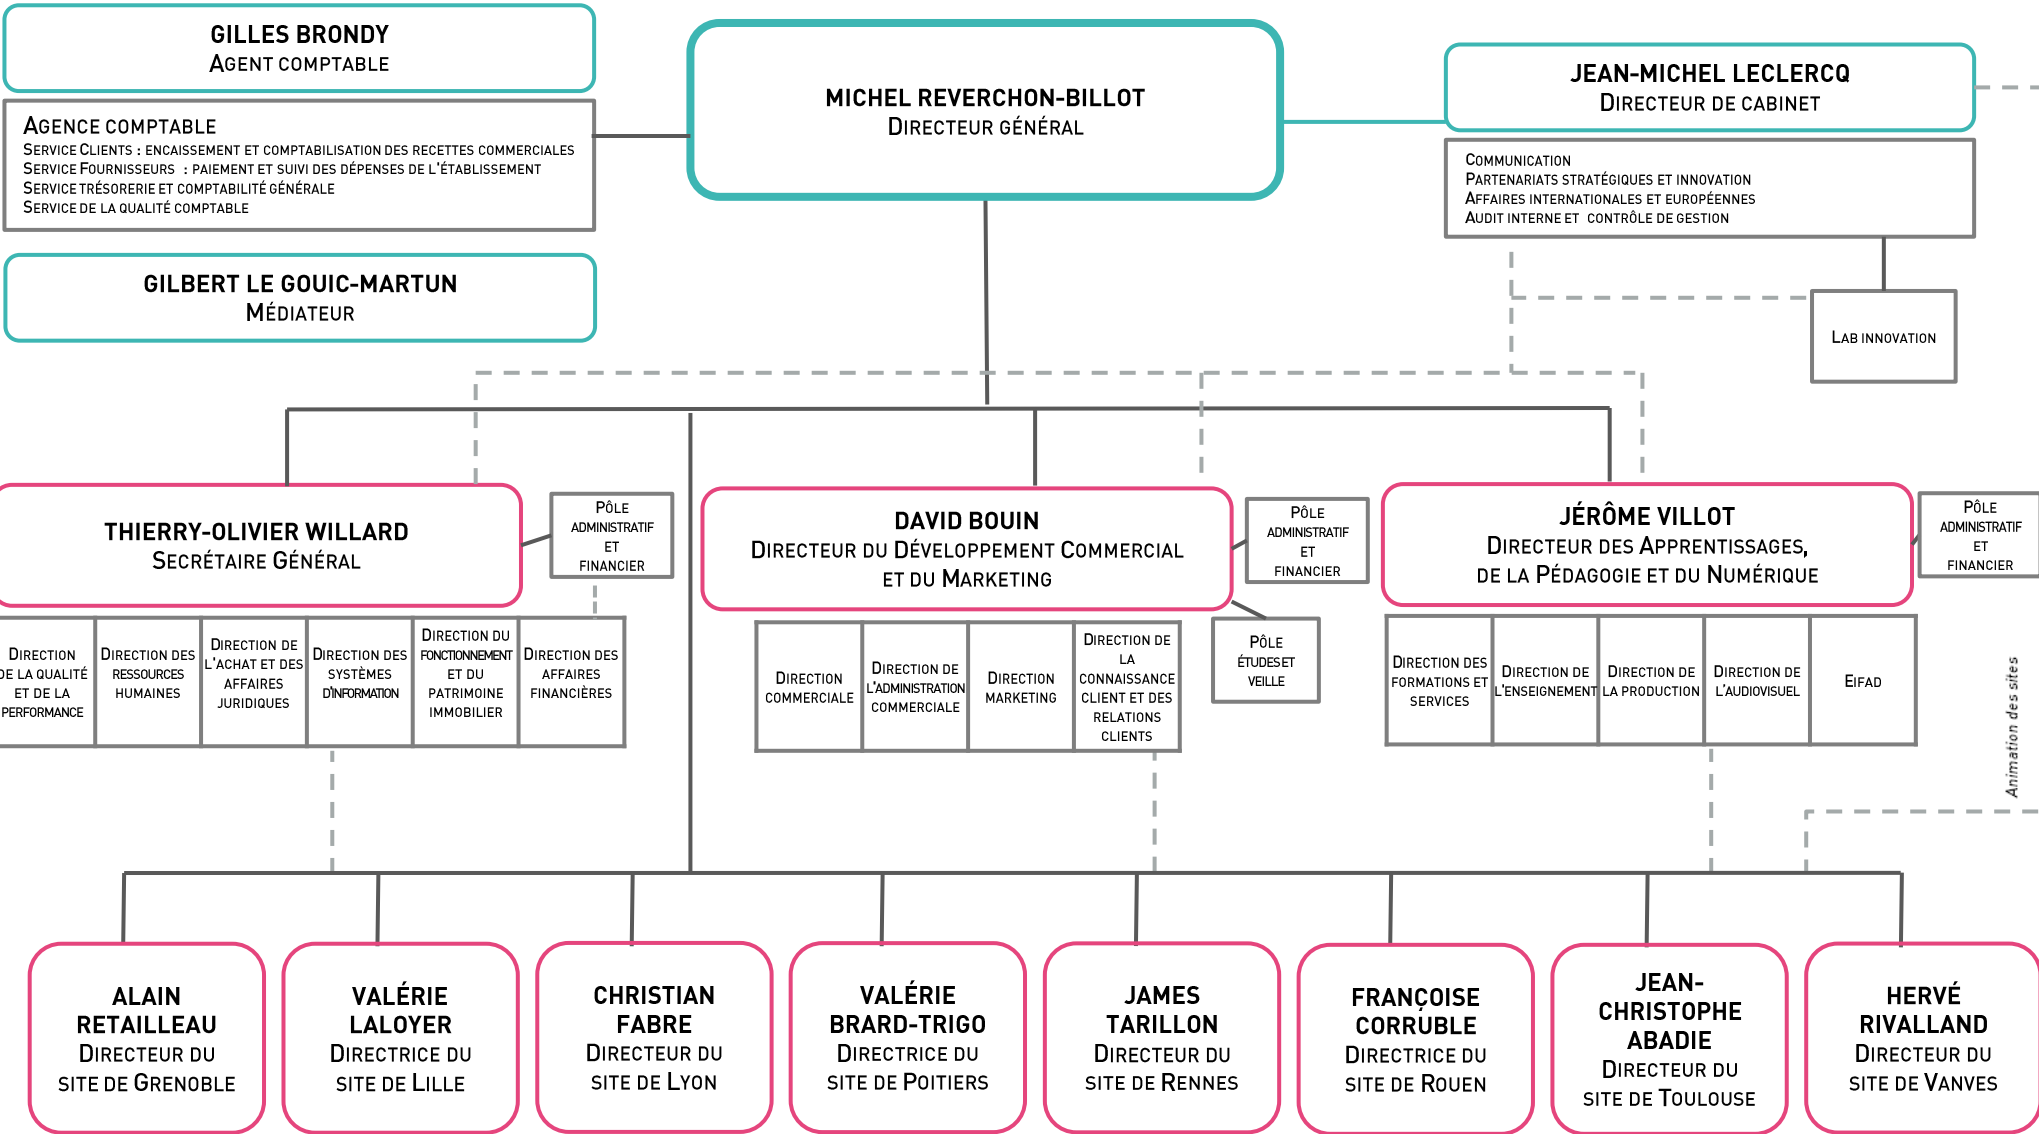 GILLES BRONDY
AGENT COMPTABLE
AGENCE COMPTABLE
SERVICE CLIENTS : ENCAISSEMENT ET COMPTABILISATION DES RECETTES COMMERCIALES
SERVICE FOURNISSEURS : PAIEMENT ET SUIVI DES DÉPENSES DE L'ÉTABLISSEMENT
SERVICE TRÉSORERIE ET COMPTABILITÉ GÉNÉRALE
SERVICE DE LA QUALITÉ COMPTABLE
GILBERT LE GOUIC-MARTUN
MÉDIATEUR
MICHEL REVERCHON-BILLOT
DIRECTEUR GÉNÉRAL
JEAN-MICHEL LECLERCQ
DIRECTEUR DE CABINET
COMMUNICATION
PARTENARIATS STRATÉGIQUES ET INNOVATION
AFFAIRES INTERNATIONALES ET EUROPÉENNES
AUDIT INTERNE ET CONTRÔLE DE GESTION
LAB INNOVATION
THIERRY-OLIVIER WILLARD
SECRÉTAIRE GÉNÉRAL
PÔLE
ADMINISTRATIF
ET
FINANCIER
DIRECTION
DE LA QUALITÉ
ET DE LA
PERFORMANCE
DIRECTION DES
RESSOURCES
HUMAINES
DIRECTION DE
L'ACHAT ET DES
AFFAIRES
JURIDIQUES
DIRECTION DES
SYSTÈMES
D'INFORMATION
DIRECTION DU
FONCTIONNEMENT
ET DU
PATRIMOINE
IMMOBILIER
DIRECTION DES
AFFAIRES
FINANCIÈRES
DAVID BOUIN
DIRECTEUR DU DÉVELOPPEMENT COMMERCIAL
ET DU MARKETING
PÔLE
ADMINISTRATIF
ET
FINANCIER
PÔLE
ÉTUDES ET
VEILLE
DIRECTION
COMMERCIALE
DIRECTION DE
L'ADMINISTRATION
COMMERCIALE
DIRECTION
MARKETING
DIRECTION DE
LA
CONNAISSANCE
CLIENT ET DES
RELATIONS
CLIENTS
JÉRÔME VILLOT
DIRECTEUR DES APPRENTISSAGES,
DE LA PÉDAGOGIE ET DU NUMÉRIQUE
PÔLE
ADMINISTRATIF
ET
FINANCIER
DIRECTION DES
FORMATIONS ET
SERVICES
DIRECTION DE
L'ENSEIGNEMENT
DIRECTION DE
LA PRODUCTION
DIRECTION DE
L'AUDIOVISUEL
EIFAD
Animation des sites
ALAIN
RETAILLEAU
DIRECTEUR DU
SITE DE GRENOBLE
VALÉRIE
LALOYER
DIRECTRICE DU
SITE DE LILLE
CHRISTIAN
FABRE
DIRECTEUR DU
SITE DE LYON
VALÉRIE
BRARD-TRIGO
DIRECTRICE DU
SITE DE POITIERS
JAMES
TARILLON
DIRECTEUR DU
SITE DE RENNES
FRANÇOISE
CORRUBLE
DIRECTRICE DU
SITE DE ROUEN
JEAN-
CHRISTOPHE
ABADIE
DIRECTEUR DU
SITE DE TOULOUSE
HERVÉ
RIVALLAND
DIRECTEUR DU
SITE DE VANVES